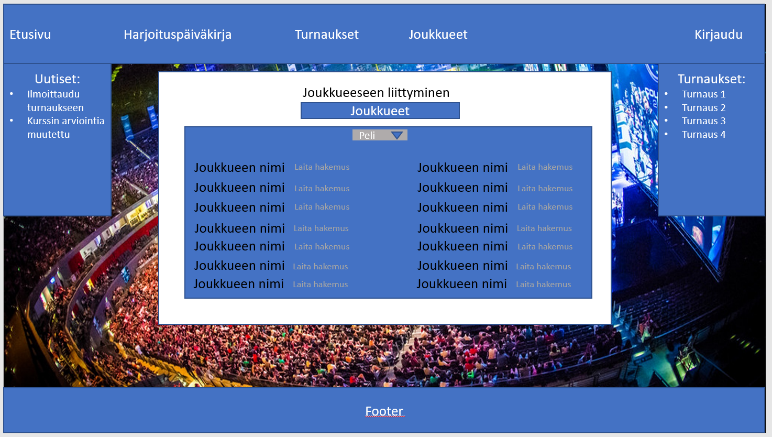 Etusivu Harjoituspäiväkirja Turnaukset Joukkueet Kirjaudu
Uutiset:
• Ilmoittaudu
turnaukseen
• Kurssin arviointia
muutettu
Joukkueeseen liittyminen
Joukkueet
Peli
Joukkueen nimi Laita hakemus Joukkueen nimi Laita hakemus
Joukkueen nimi Laita hakemus Joukkueen nimi Laita hakemus
Joukkueen nimi Laita hakemus Joukkueen nimi Laita hakemus
Joukkueen nimi Laita hakemus Joukkueen nimi Laita hakemus
Joukkueen nimi Laita hakemus Joukkueen nimi Laita hakemus
Joukkueen nimi Laita hakemus Joukkueen nimi Laita hakemus
Joukkueen nimi Laita hakemus Joukkueen nimi Laita hakemus
Turnaukset:
• Turnaus 1
• Turnaus 2
• Turnaus 3
• Turnaus 4
Footer